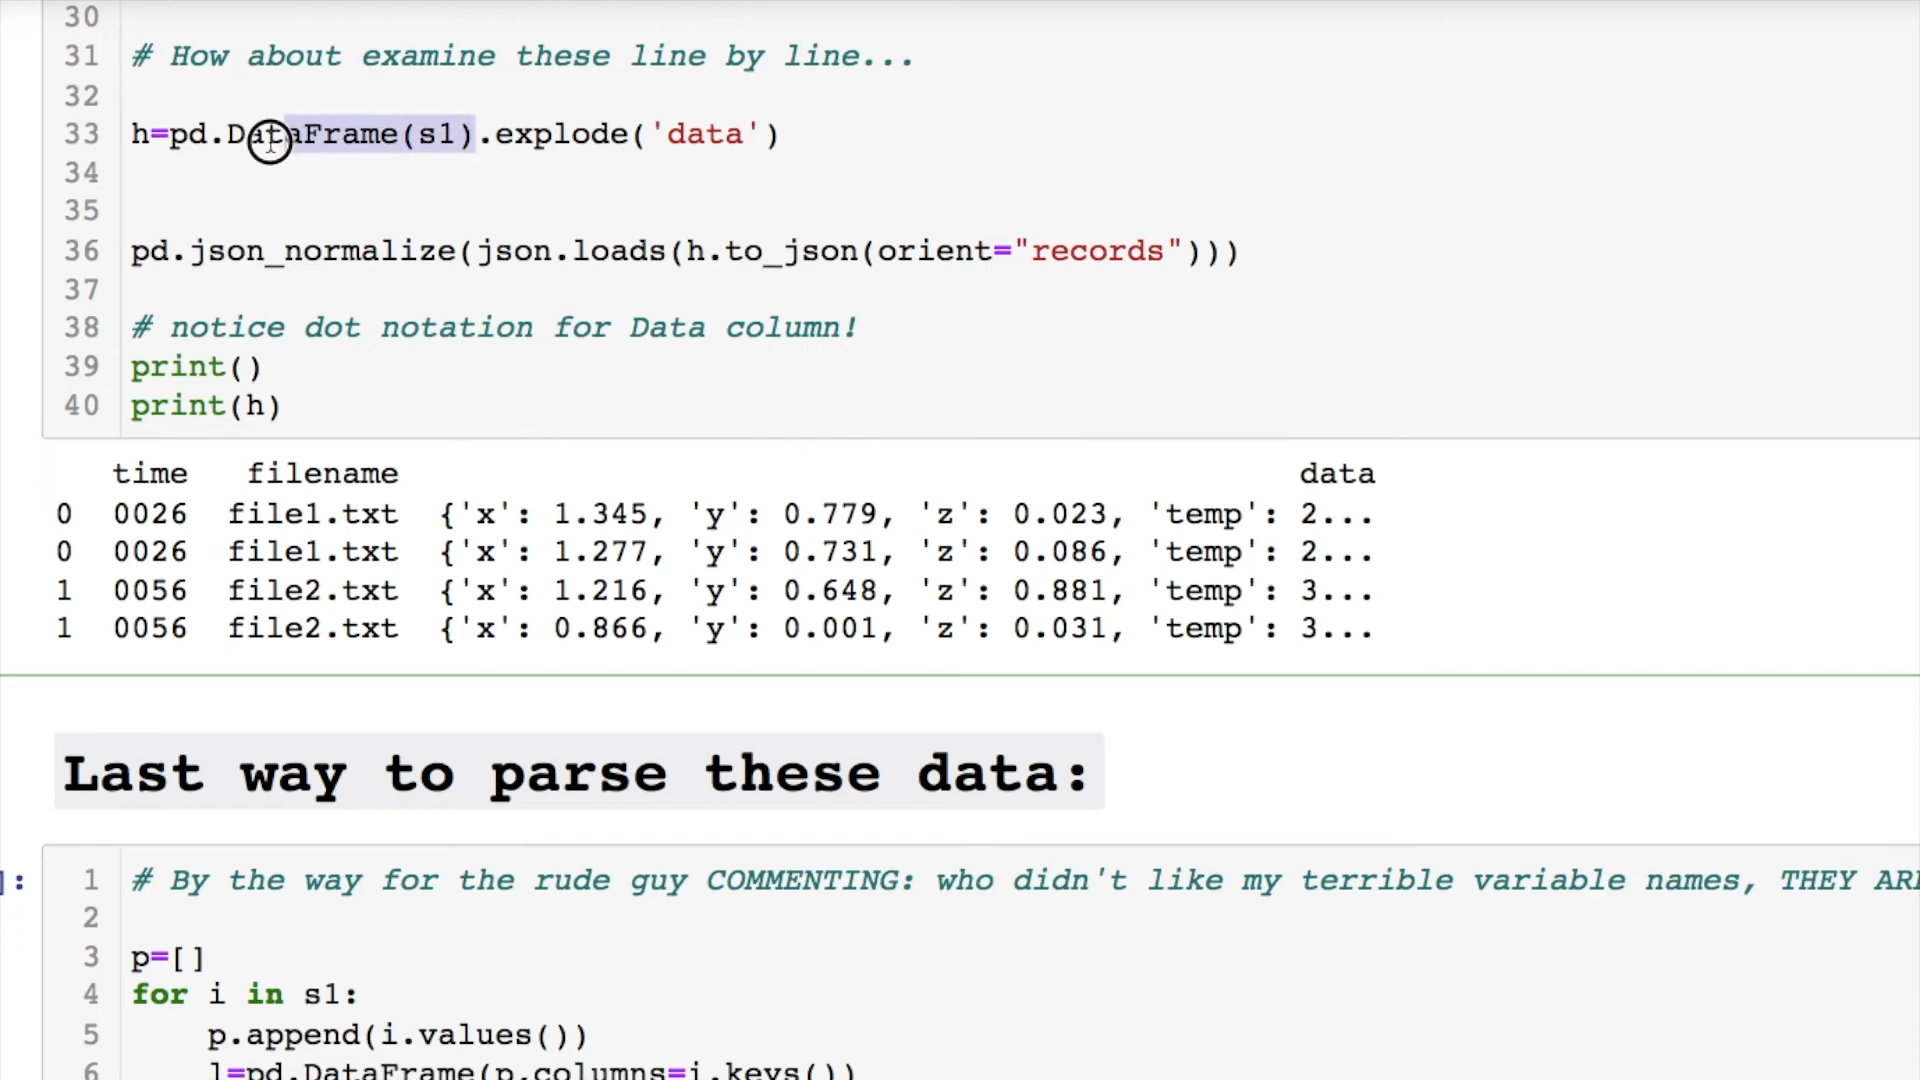 30
31 # How about examine these line by line...
32
33 h=pd.DataFrame(s1).explode('data')
34
35
36 pd.json_normalize(json.loads(h.to_json(orient="records")))
37
38 # notice dot notation for Data column!
39 print()
40 print(h)
time filename data
0 0026 file1.txt {'x': 1.345, 'y': 0.779, 'z': 0.023, 'temp': 2...
0 0026 file1.txt {'x': 1.277, 'y': 0.731, 'z': 0.086, 'temp': 2...
1 0056 file2.txt {'x': 1.216, 'y': 0.648, 'z': 0.881, 'temp': 3...
1 0056 file2.txt {'x': 0.866, 'y': 0.001, 'z': 0.031, 'temp': 3...
Last way to parse these data:
]: 1 # By the way for the rude guy COMMENTING: who didn't like my terrible variable names, THEY ARE
2
3 p=[]
4 for i in s1:
5 p.append(i.values())
6 l=pd.DataFrame(p,columns=i.keys())